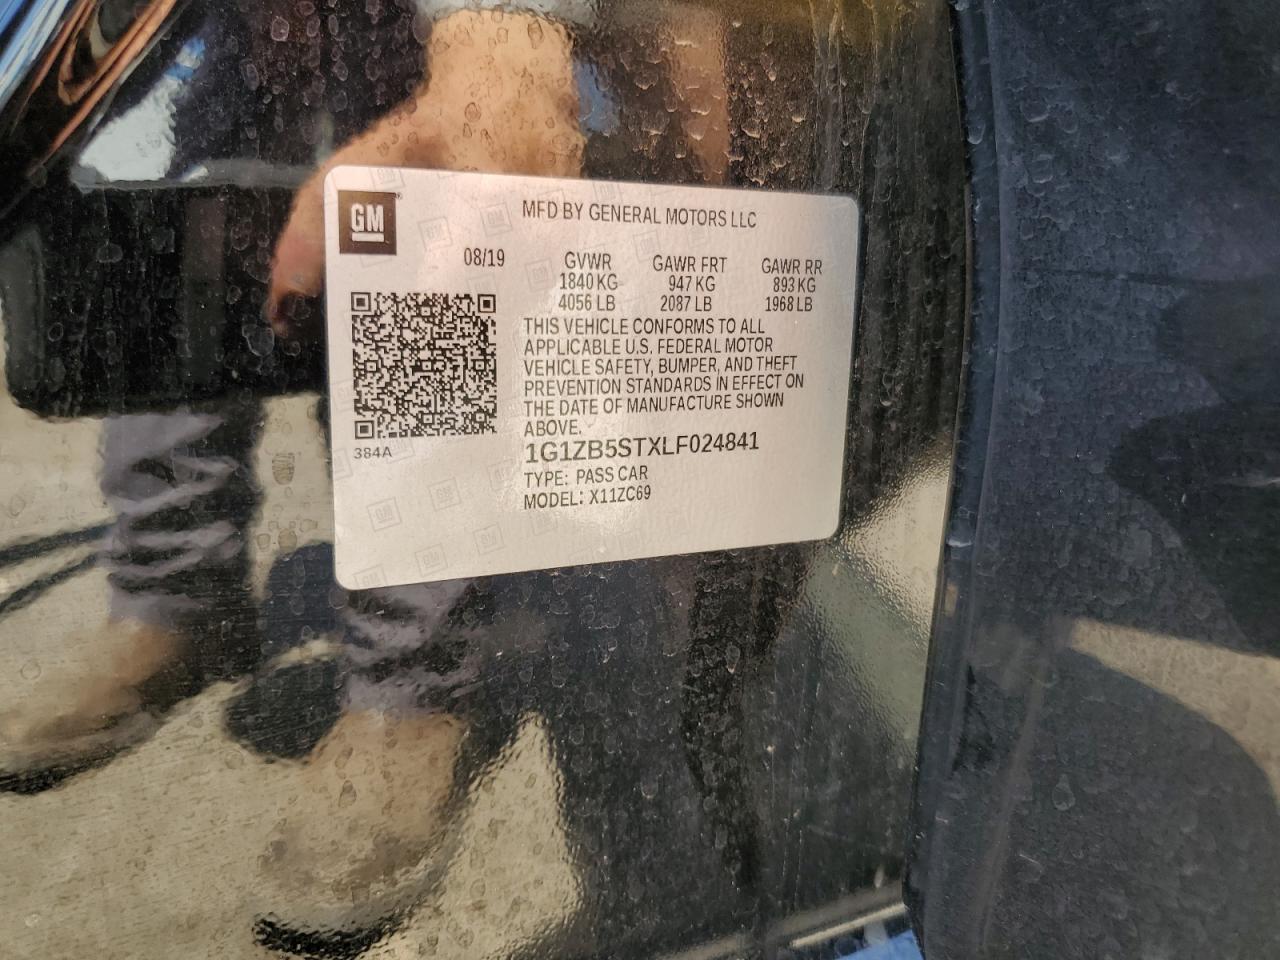 GM
MFD BY GENERAL MOTORS LLC
08/19 GVWR GAWR FRT GAWR RR
1840 KG 947 KG 893 KG
4056 LB 2087 LB 1968 LB
THIS VEHICLE CONFORMS TO ALL
APPLICABLE U.S. FEDERAL MOTOR
VEHICLE SAFETY, BUMPER, AND THEFT
PREVENTION STANDARDS IN EFFECT ON
THE DATE OF MANUFACTURE SHOWN
ABOVE.
384A
1G1ZB5STXLF024841
TYPE: PASS CAR
MODEL: X11ZC69